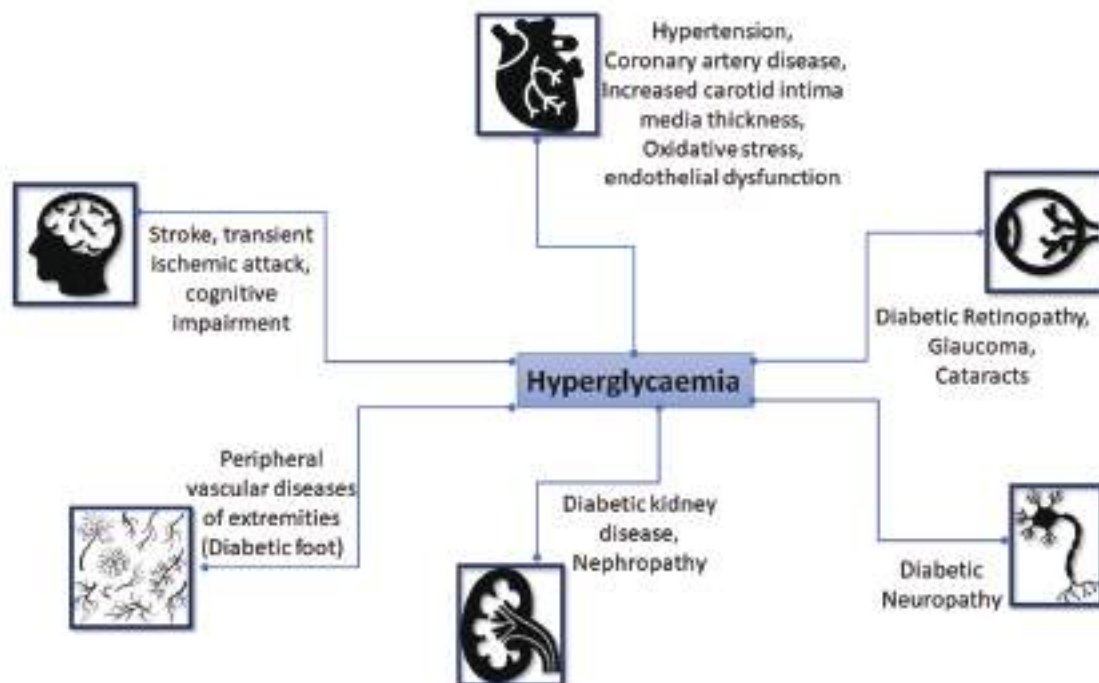 Hypertension,
Coronary artery disease,
Increased carotid intima
media thickness,
Oxidative stress,
endothelial dysfunction
Stroke, transient
ischemic attack,
cognitive
impairment
Diabetic Retinopathy,
Glaucoma,
Cataracts
Hyperglycaemia
Peripheral
vascular diseases
of extremities
(Diabetic foot)
Diabetic kidney
disease,
Nephropathy
Diabetic
Neuropathy